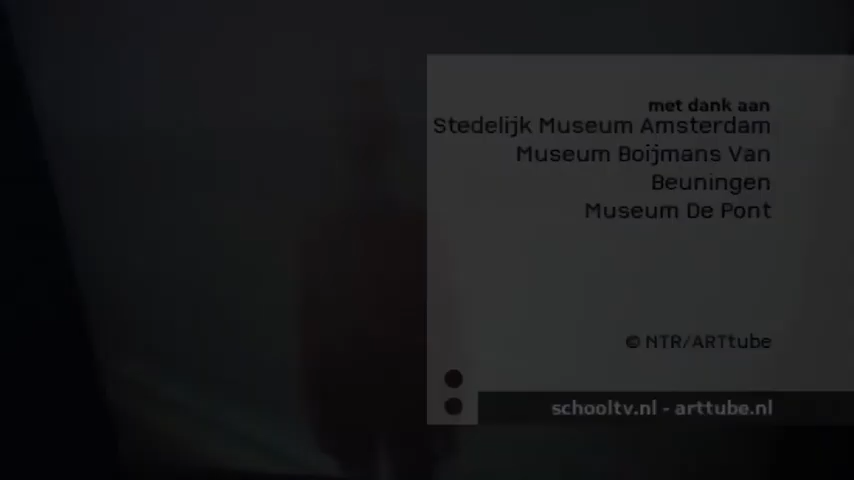 met dank aan
Stedelijk Museum Amsterdam
Museum Boijmans Van
Beuningen
Museum De Pont
© NTR/ARTtube
schooltv.nl - arttube.nl